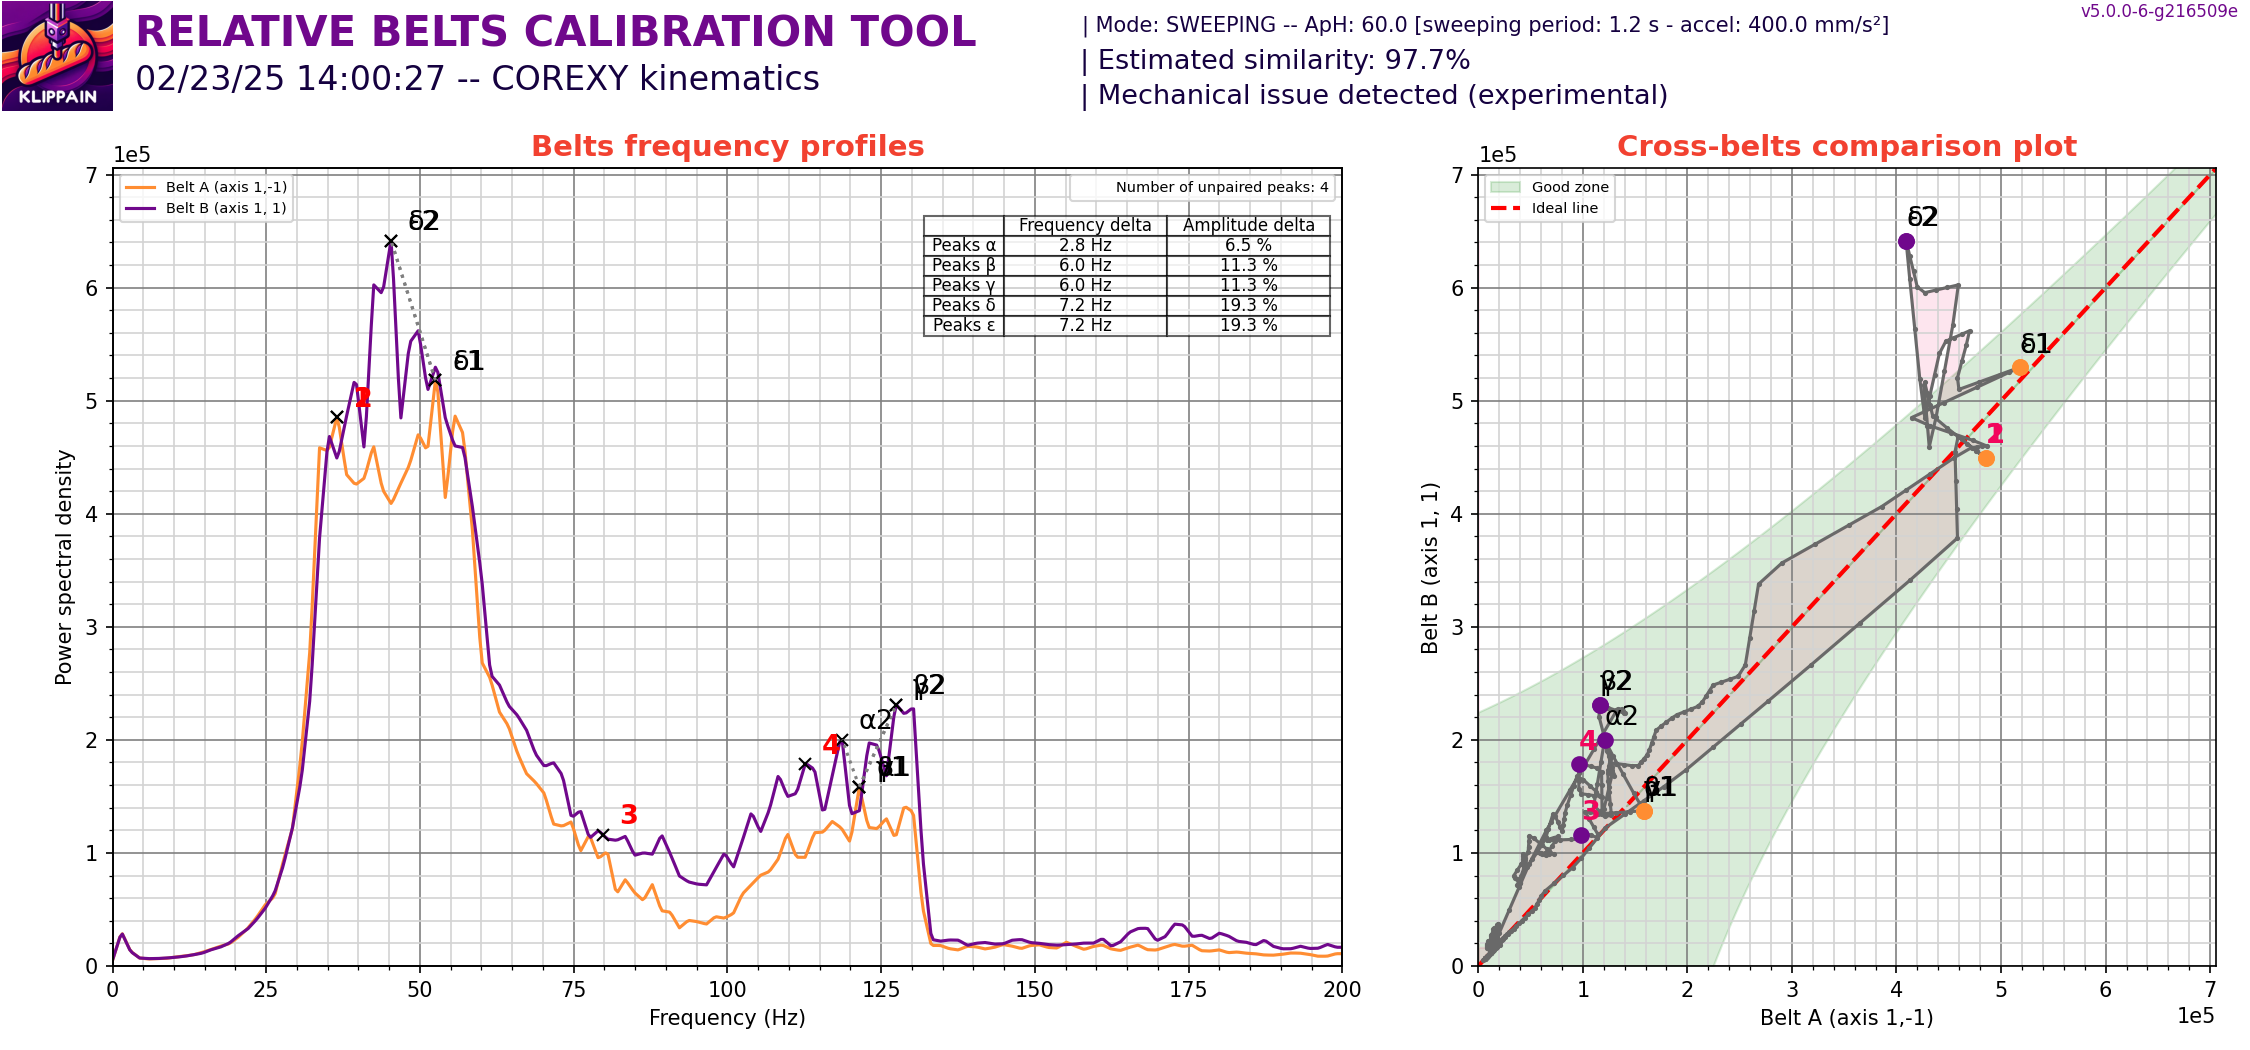 KLIPPAIN
RELATIVE BELTS CALIBRATION TOOL
02/23/25 14:00:27 -- COREXY kinematics
| Mode: SWEEPING -- ApH: 60.0 [sweeping period: 1.2 s - accel: 400.0 mm/s²]
| Estimated similarity: 97.7%
| Mechanical issue detected (experimental)
v5.0.0-6-g216509e
Belts frequency profiles
1e5
Belt A (axis 1,-1)
Belt B (axis 1, 1)
Number of unpaired peaks: 4
Frequency delta Amplitude delta
Peaks α 2.8 Hz 6.5 %
Peaks β 6.0 Hz 11.3 %
Peaks γ 6.0 Hz 11.3 %
Peaks δ 7.2 Hz 19.3 %
Peaks ε 7.2 Hz 19.3 %
δ2
δ1
3
4
α2
7
6
5
4
3
2
1
0
Power spectral density
0 25 50 75 100 125 150 175 200
Frequency (Hz)
Cross-belts comparison plot
1e5
Good zone
Ideal line
δ2
δ1
α2
4
3
7
6
5
4
3
2
1
0
Belt B (axis 1, 1)
0 1 2 3 4 5 6 7
Belt A (axis 1,-1)
1e5